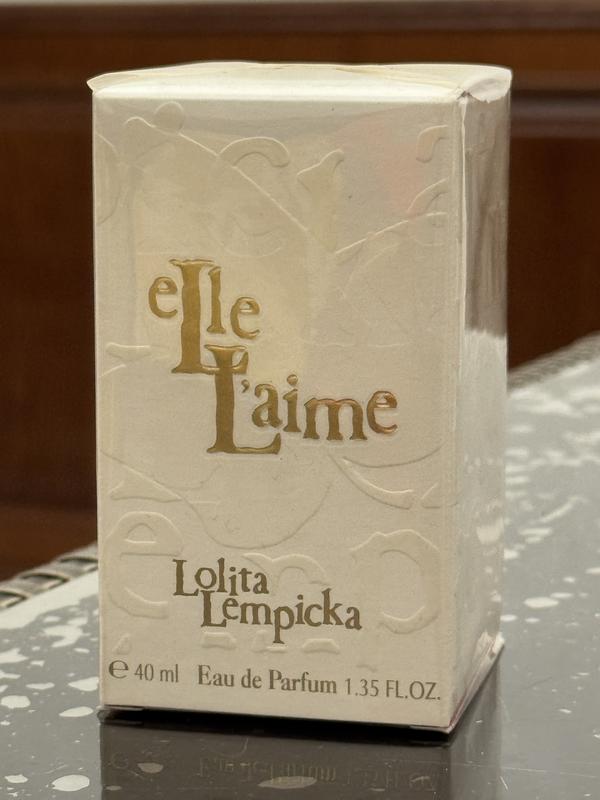 elle
L'aime
Lolita
Lempicka
℮ 40 ml Eau de Parfum 1.35 FL.OZ.